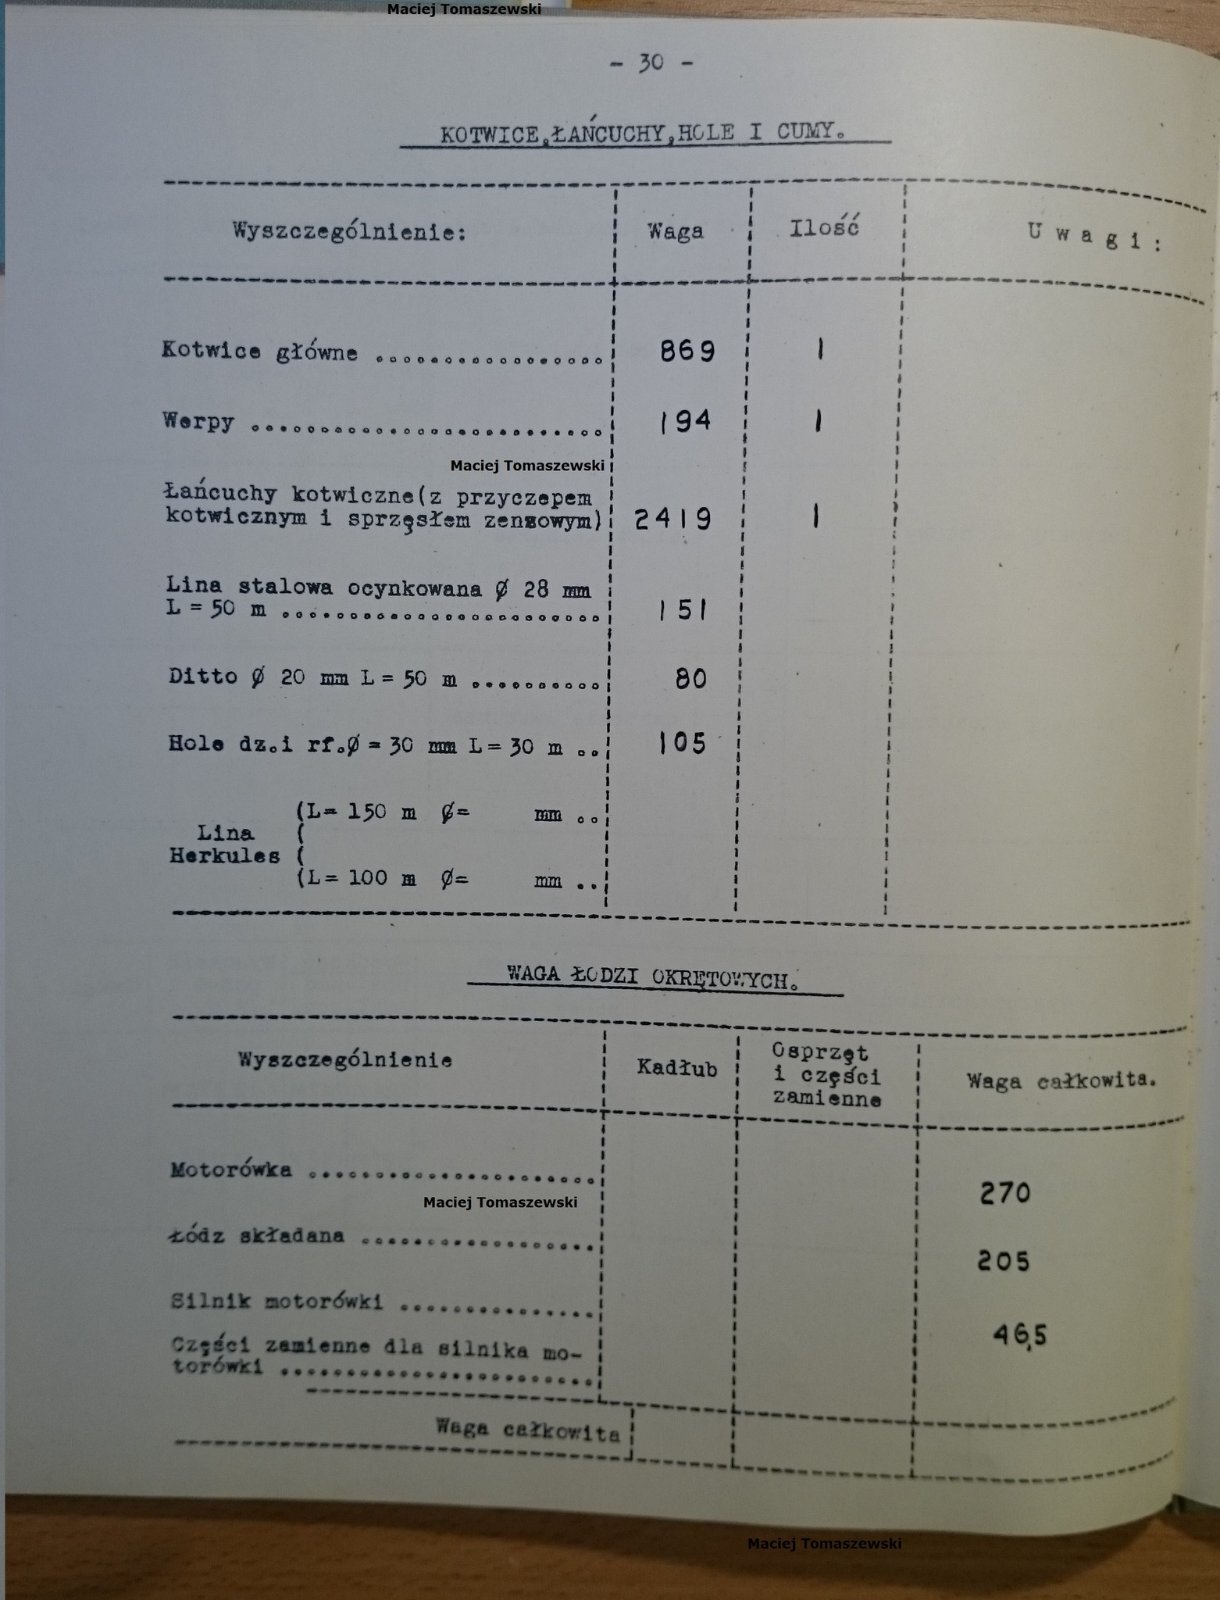 Maciej Tomaszewski
- 30 -
KOTWICE,ŁAŃCUCHY,HOLE I CUMY.
Wyszczególnienie: Waga Ilość U w a g i :
Kotwice główne ................. 869 1
Werpy .......................... 194 1
Maciej Tomaszewski
Łańcuchy kotwiczne(z przyczepem
kotwicznym i sprzęsłem zenzowym) 2419 1
Lina stalowa ocynkowana Ø 28 mm
L = 50 m ........................ 151
Ditto Ø 20 mm L = 50 m .......... 80
Hole dz.i rf.Ø = 30 mm L = 30 m .. 105
(L= 150 m Ø= mm ..
Lina (
Herkules (
(L= 100 m Ø= mm ..
WAGA ŁODZI OKRĘTOWYCH.
Wyszczególnienie Kadłub Osprzęt
i części
zamienne Waga całkowita.
Motorówka ...................... 270
Maciej Tomaszewski
Łódz składana .................. 205
Silnik motorówki ............... 46,5
Części zamienne dla silnika mo-
torówki ........................
Waga całkowita
Maciej Tomaszewski